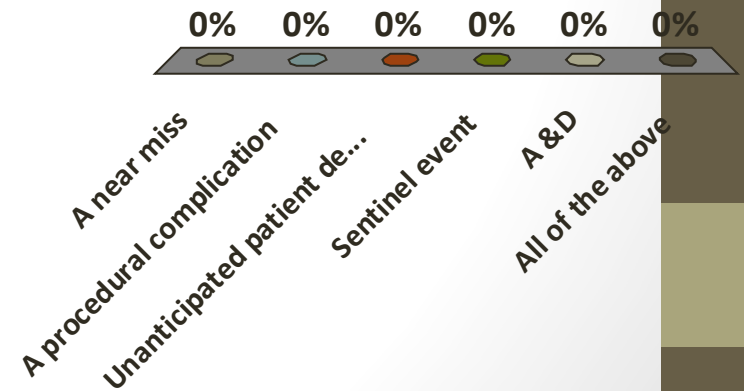 0% 0% 0% 0% 0% 0%
A near miss
A procedural complication
Unanticipated patient de...
Sentinel event
A & D
All of the above